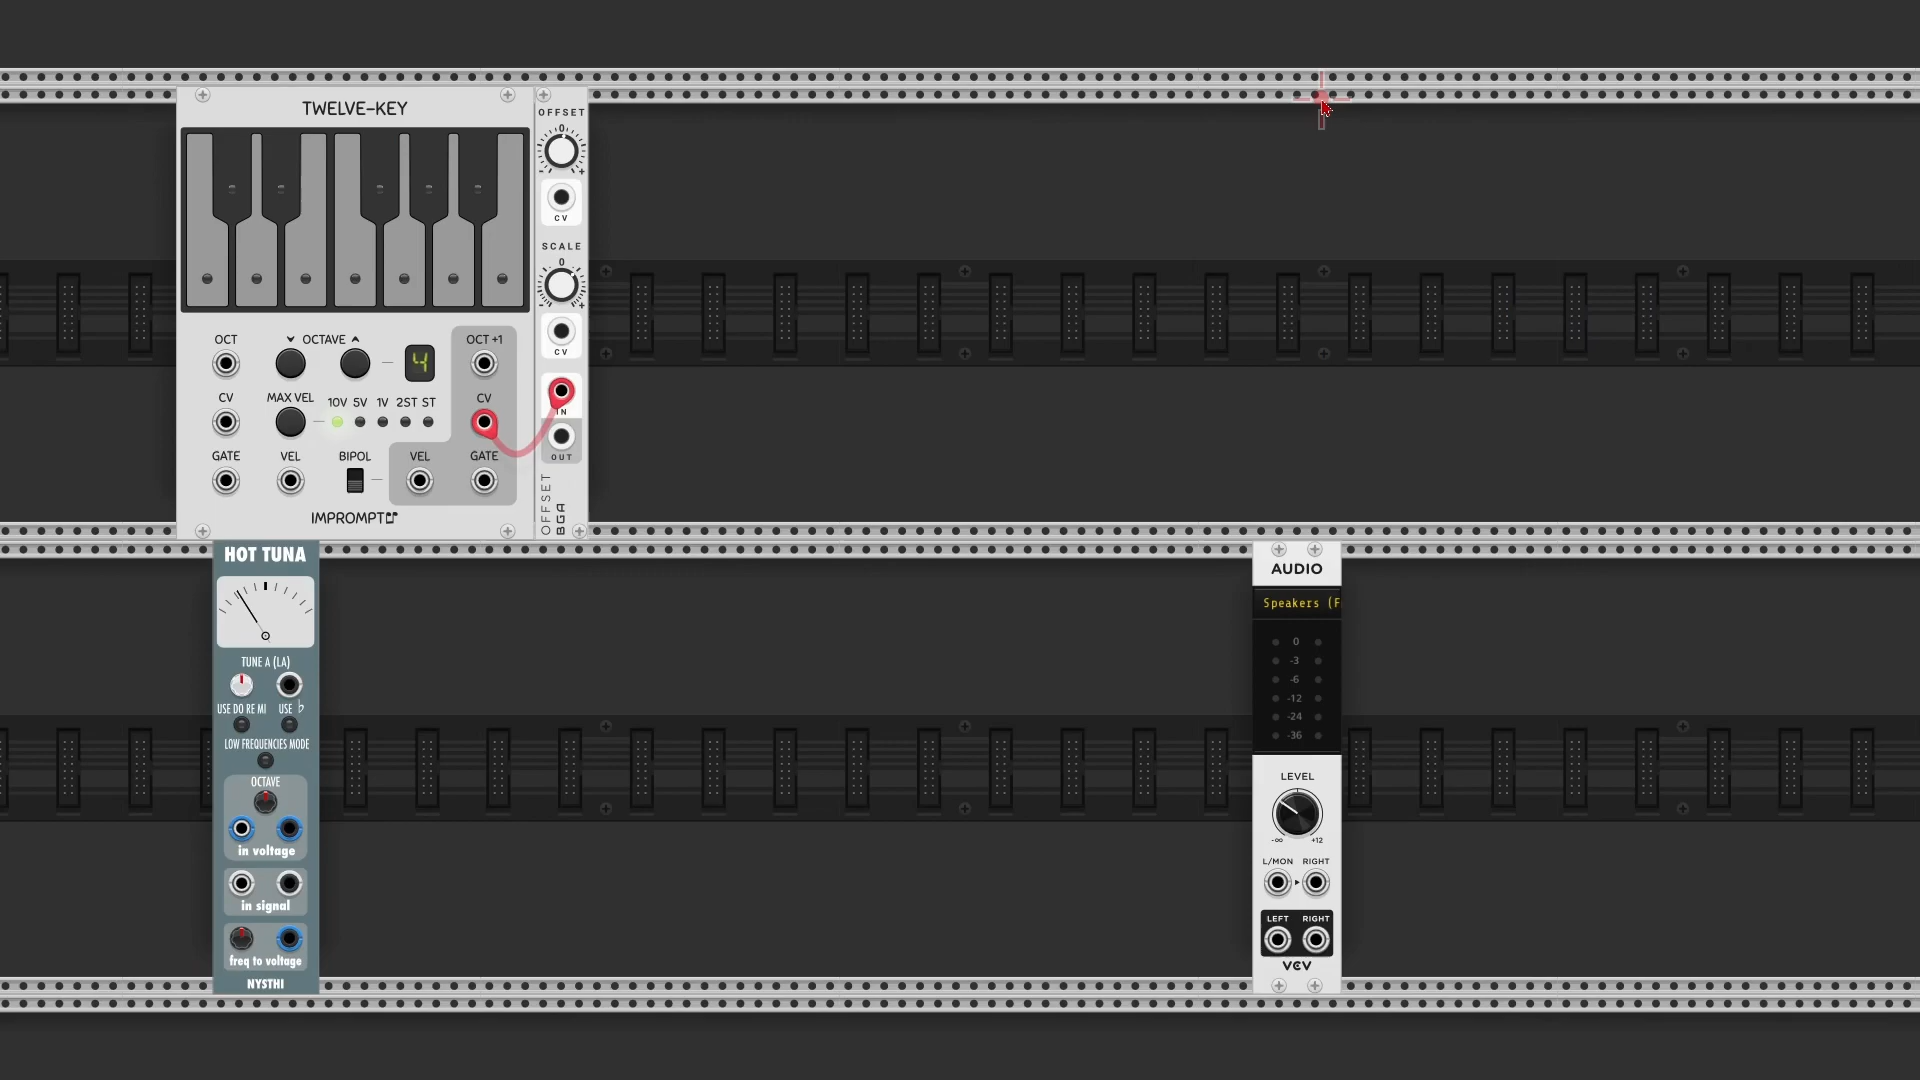 TWELVE-KEY
OCT
OCTAVE
4
OCT +1
CV
MAX VEL
10V 5V 1V 2ST ST
CV
GATE
VEL
BIPOL
VEL
GATE
IMPROMPTU
OFFSET
0
- +
CV
SCALE
0
- +
CV
IN
OUT
OFFSET
BGA
HOT TUNA
TUNE A (LA)
USE DO RE MI
USE ♭
LOW FREQUENCIES MODE
OCTAVE
in voltage
in signal
freq to voltage
NYSTHI
AUDIO
Speakers (F
0
-3
-6
-12
-24
-36
LEVEL
-∞ +12
L/MON RIGHT
LEFT RIGHT
VCV